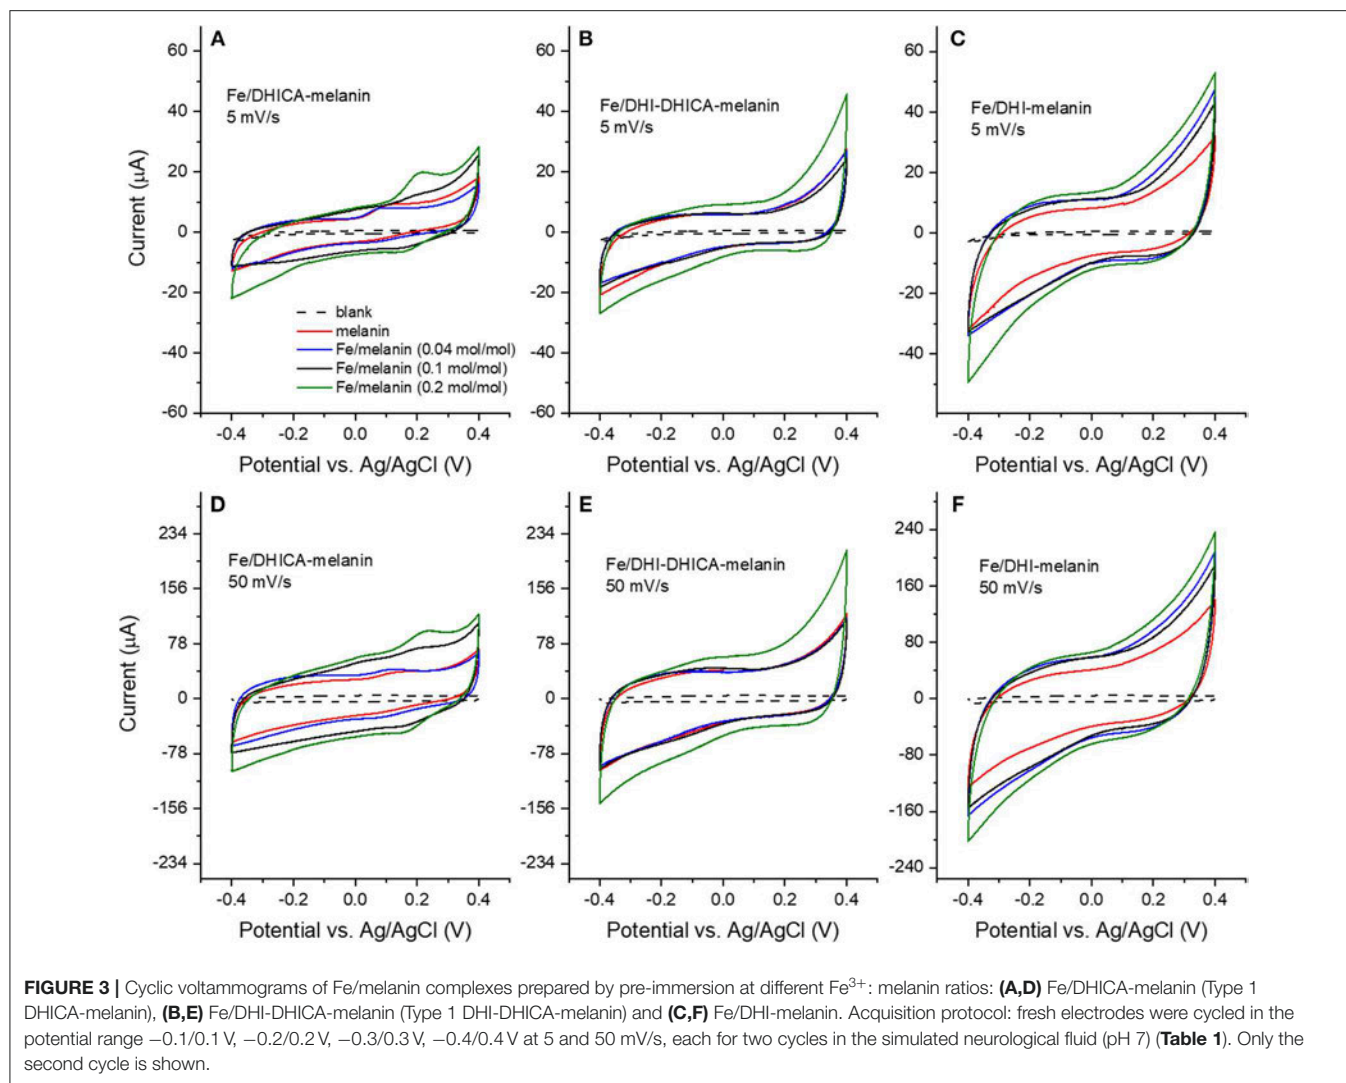 A
Fe/DHICA-melanin
5 mV/s
60
40
20
0
-20
-40
-60
Current (μA)
blank
melanin
Fe/melanin (0.04 mol/mol)
Fe/melanin (0.1 mol/mol)
Fe/melanin (0.2 mol/mol)
-0.4 -0.2 0.0 0.2 0.4
Potential vs. Ag/AgCl (V)
B
Fe/DHI-DHICA-melanin
5 mV/s
60
40
20
0
-20
-40
-60
-0.4 -0.2 0.0 0.2 0.4
Potential vs. Ag/AgCl (V)
C
Fe/DHI-melanin
5 mV/s
60
40
20
0
-20
-40
-0.4 -0.2 0.0 0.2 0.4
Potential vs. Ag/AgCl (V)
D
Fe/DHICA-melanin
50 mV/s
234
156
78
0
-78
-156
-234
Current (μA)
-0.4 -0.2 0.0 0.2 0.4
Potential vs. Ag/AgCl (V)
E
Fe/DHI-DHICA-melanin
50 mV/s
234
156
78
0
-78
-156
-234
-0.4 -0.2 0.0 0.2 0.4
Potential vs. Ag/AgCl (V)
F
Fe/DHI-melanin
50 mV/s
240
160
80
0
-80
-160
-240
-0.4 -0.2 0.0 0.2 0.4
Potential vs. Ag/AgCl (V)
FIGURE 3 | Cyclic voltammograms of Fe/melanin complexes prepared by pre-immersion at different Fe³⁺: melanin ratios: (A,D) Fe/DHICA-melanin (Type 1
DHICA-melanin), (B,E) Fe/DHI-DHICA-melanin (Type 1 DHI-DHICA-melanin) and (C,F) Fe/DHI-melanin. Acquisition protocol: fresh electrodes were cycled in the
potential range −0.1/0.1 V, −0.2/0.2 V, −0.3/0.3 V, −0.4/0.4 V at 5 and 50 mV/s, each for two cycles in the simulated neurological fluid (pH 7) (Table 1). Only the
second cycle is shown.